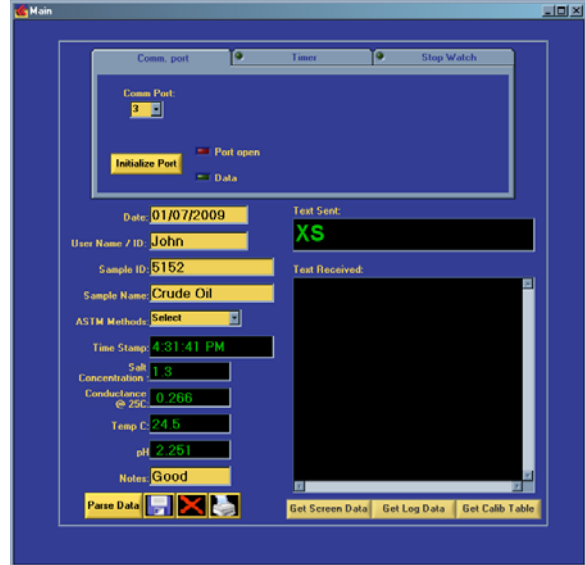 Main
Comm. port
Timer
Stop Watch
Comm Port:
3
Initialize Port
Port open
Data
Date: 01/07/2009
User Name / ID: John
Sample ID: 5152
Sample Name: Crude Oil
ASTM Methods: Select
Time Stamp: 4:31:41 PM
Salt
Concentration : 1.3
Conductance
@ 25C: 0.266
Temp C: 24.5
pH 2.251
Notes: Good
Parse Data
Text Sent:
XS
Text Received:
Get Screen Data
Get Log Data
Get Calib Table